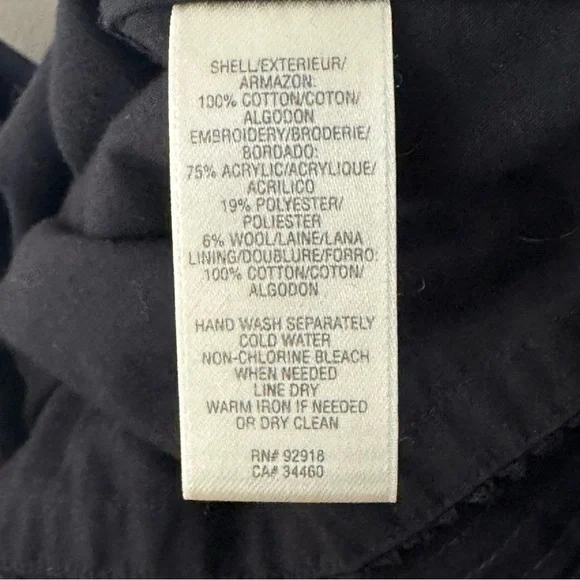 SHELL/EXTERIEUR/
ARMAZON:
100% COTTON/COTON/
ALGODON
EMBROIDERY/BRODERIE/
BORDADO:
75% ACRYLIC/ACRYLIQUE/
ACRILICO
19% POLYESTER/
POLIESTER
6% WOOL/LAINE/LANA
LINING/DOUBLURE/FORRO:
100% COTTON/COTON/
ALGODON
HAND WASH SEPARATELY
COLD WATER
NON-CHLORINE BLEACH
WHEN NEEDED
LINE DRY
WARM IRON IF NEEDED
OR DRY CLEAN
RN# 92918
CA# 34460